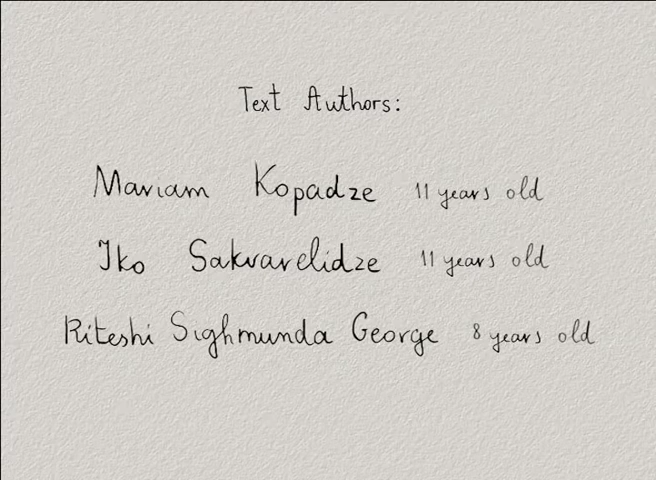 Text Authors:
Mariam Kopadze 11 years old
Iko Sakvarelidze 11 years old
Riteshi Sighmunda George 8 years old